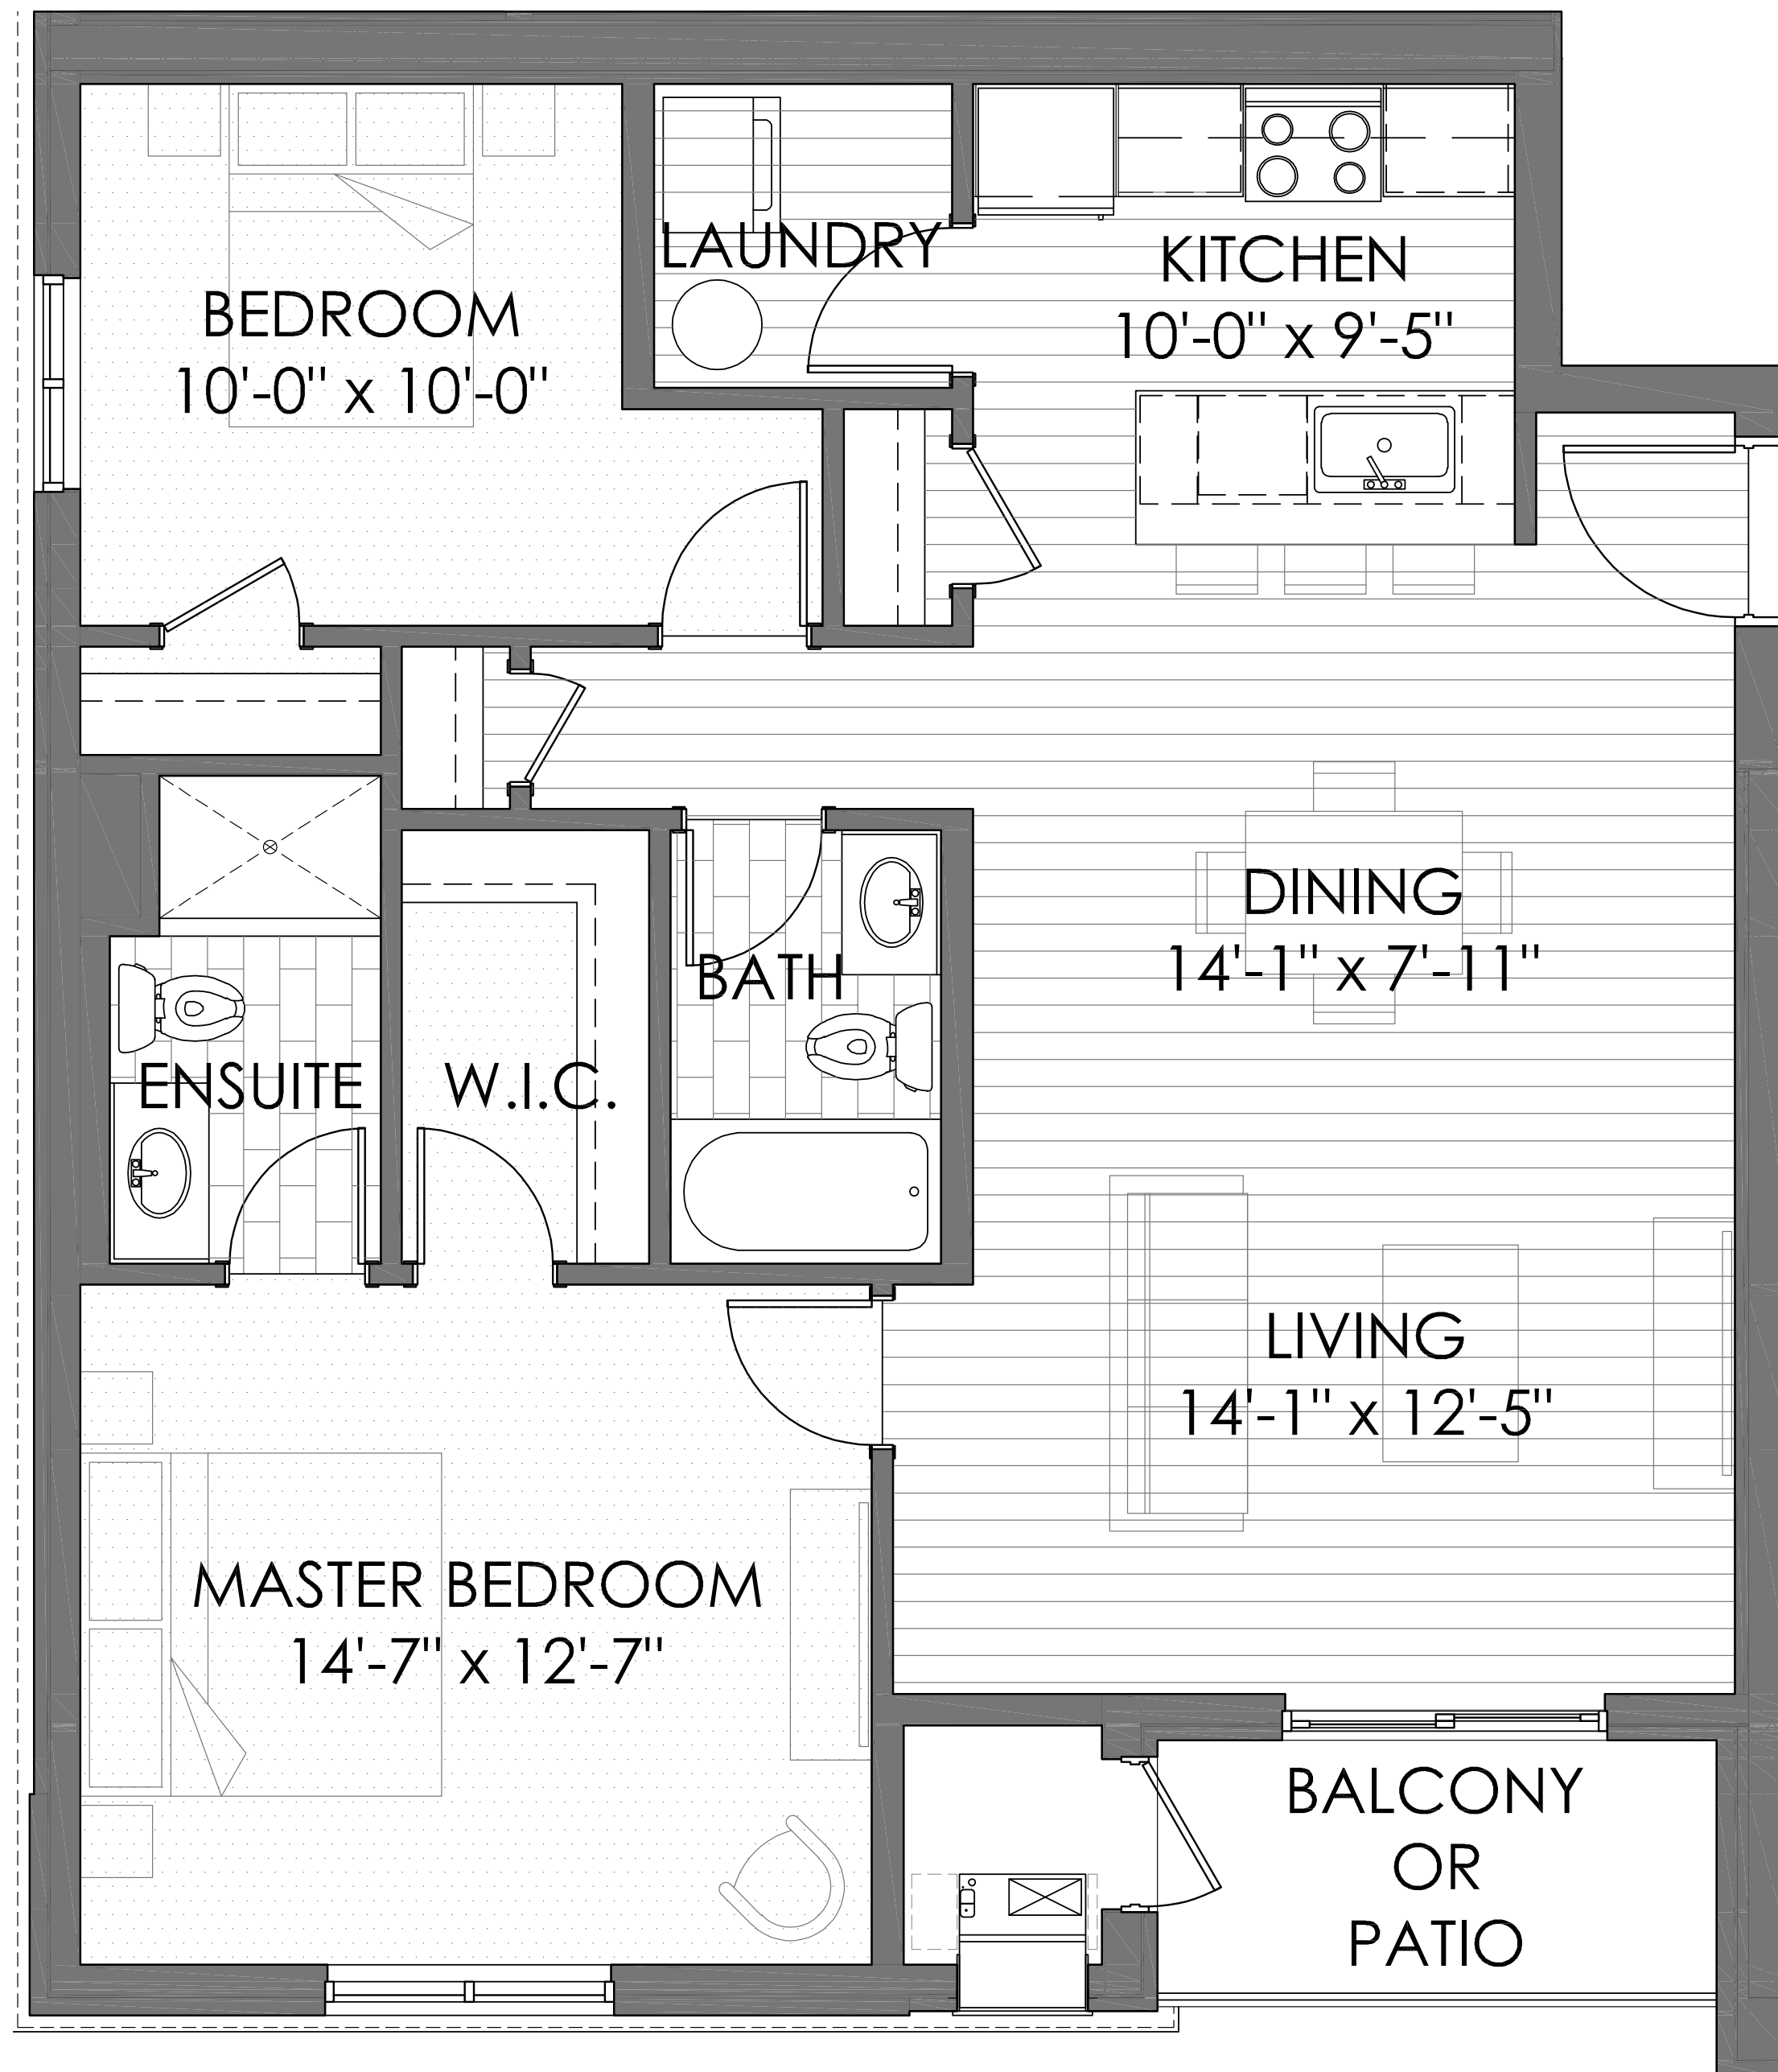 LAUNDRY
KITCHEN
10'-0" x 9'-5"
BEDROOM
10'-0" x 10'-0"
DINING
14'-1" x 7'-11"
BATH
ENSUITE
W.I.C.
LIVING
14'-1" x 12'-5"
MASTER BEDROOM
14'-7" x 12'-7"
BALCONY
OR
PATIO